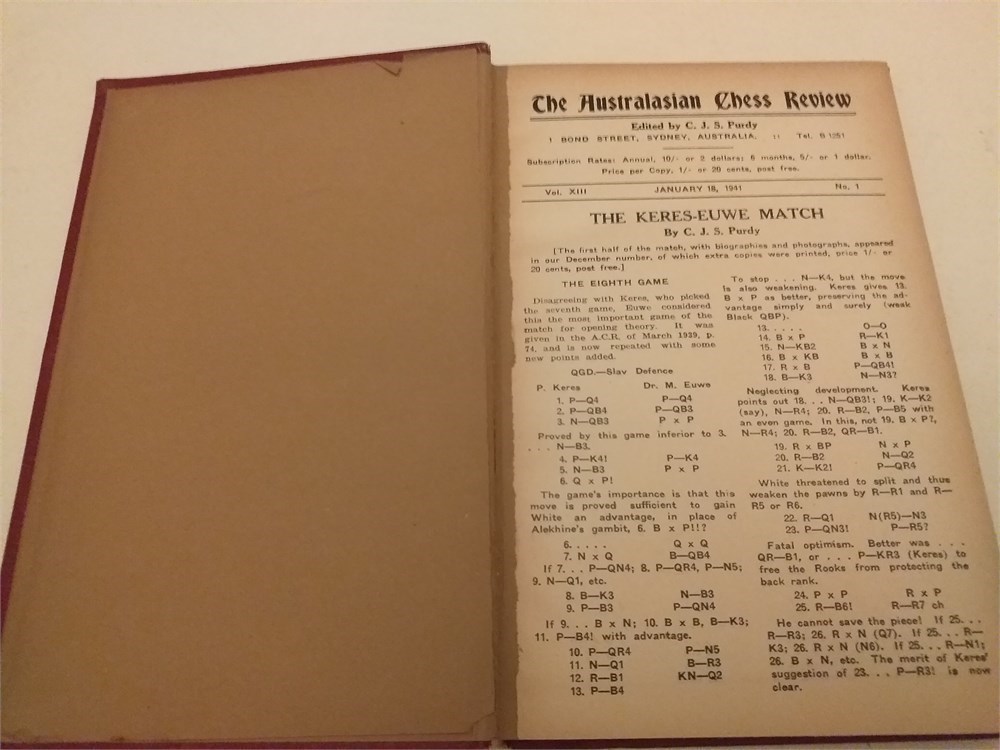 The Australasian Chess Review
Edited by C. J. S. Purdy
1 BOND STREET, SYDNEY, AUSTRALIA. :: Tel. B 1251
Subscription Rates: Annual, 10/- or 2 dollars; 6 months, 5/- or 1 dollar.
Price per Copy, 1/- or 20 cents, post free.
Vol. XIII JANUARY 18, 1941 No. 1
THE KERES-EUWE MATCH
By C. J. S. Purdy
[The first half of the match, with biographies and photographs, appeared
in our December number, of which extra copies were printed, price 1/- or
20 cents, post free.]
THE EIGHTH GAME
Disagreeing with Keres, who picked
the seventh game, Euwe considered
this the most important game of the
match for opening theory. It was
given in the A.C.R. of March 1939, p.
74, and is now repeated with some
new points added.
QGD.—Slav Defence
P. Keres Dr. M. Euwe
1. P—Q4 P—Q4
2. P—QB4 P—QB3
3. N—QB3 P x P
Proved by this game inferior to 3.
. . . N—B3.
4. P—K4! P—K4
5. N—B3 P x P
6. Q x P!
The game's importance is that this
move is proved sufficient to gain
White an advantage, in place of
Alekhine's gambit, 6. B x P!!?
6. . . . . Q x Q
7. N x Q B—QB4
If 7. . . P—QN4; 8. P—QR4, P—N5;
9. N—Q1, etc.
8. B—K3 N—B3
9. P—B3 P—QN4
If 9. . . B x N; 10. B x B, B—K3;
11. P—B4! with advantage.
10. P—QR4 P—N5
11. N—Q1 B—R3
12. R—B1 KN—Q2
13. P—B4
To stop . . . N—K4, but the move
is also weakening. Keres gives 13.
B x P as better, preserving the ad-
vantage simply and surely (weak
Black QBP).
13. . . . . O—O
14. B x P R—K1
15. N—KB2 B x N
16. B x KB B x B
17. R x B P—QB4!
18. B—K3 N—N3?
Neglecting development. Keres
points out 18. . . N—QB3!; 19. K—K2
(say), N—R4; 20. R—B2, P—B5 with
an even game. In this, not 19. B x P?,
N—R4; 20. R—B2, QR—B1.
19. R x BP N x P
20. R—B2 N—Q2
21. K—K2! P—QR4
White threatened to split and thus
weaken the pawns by R—R1 and R—
R5 or R6.
22. R—Q1 N(R5)—N3
23. P—QN3! P—R5?
Fatal optimism. Better was . . .
QR—B1, or . . . P—KR3 (Keres) to
free the Rooks from protecting the
back rank.
24. P x P R x P
25. R—B6! R—R7 ch
He cannot save the piece! If 25. . .
R—R3; 26. R x N (Q7). If 25. . . R—
K3; 26. R x N (N6). If 25. . . R—N1;
26. B x N, etc. The merit of Keres'
suggestion of 23. . . P—R3! is now
clear.